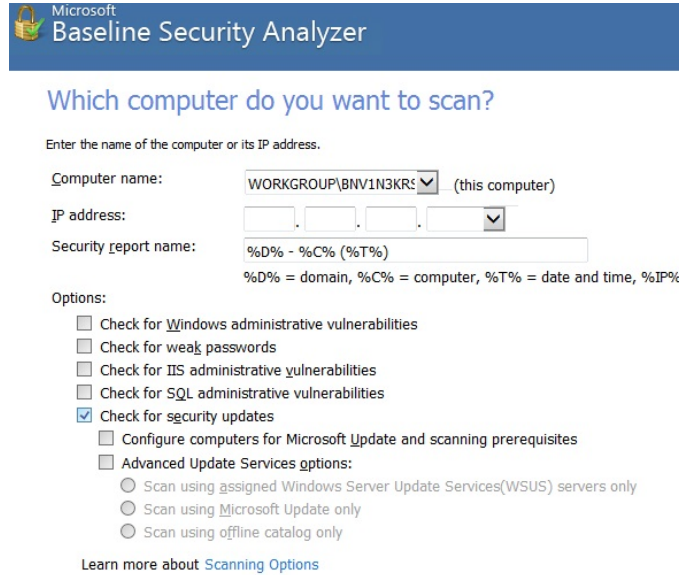 Microsoft
Baseline Security Analyzer
Which computer do you want to scan?
Enter the name of the computer or its IP address.
Computer name:
WORKGROUP\BNV1N3KRS (this computer)
IP address:
. . .
Security report name:
%D% - %C% (%T%)
%D% = domain, %C% = computer, %T% = date and time, %IP%
Options:
Check for Windows administrative vulnerabilities
Check for weak passwords
Check for IIS administrative vulnerabilities
Check for SQL administrative vulnerabilities
Check for security updates
Configure computers for Microsoft Update and scanning prerequisites
Advanced Update Services options:
Scan using assigned Windows Server Update Services(WSUS) servers only
Scan using Microsoft Update only
Scan using offline catalog only
Learn more about Scanning Options